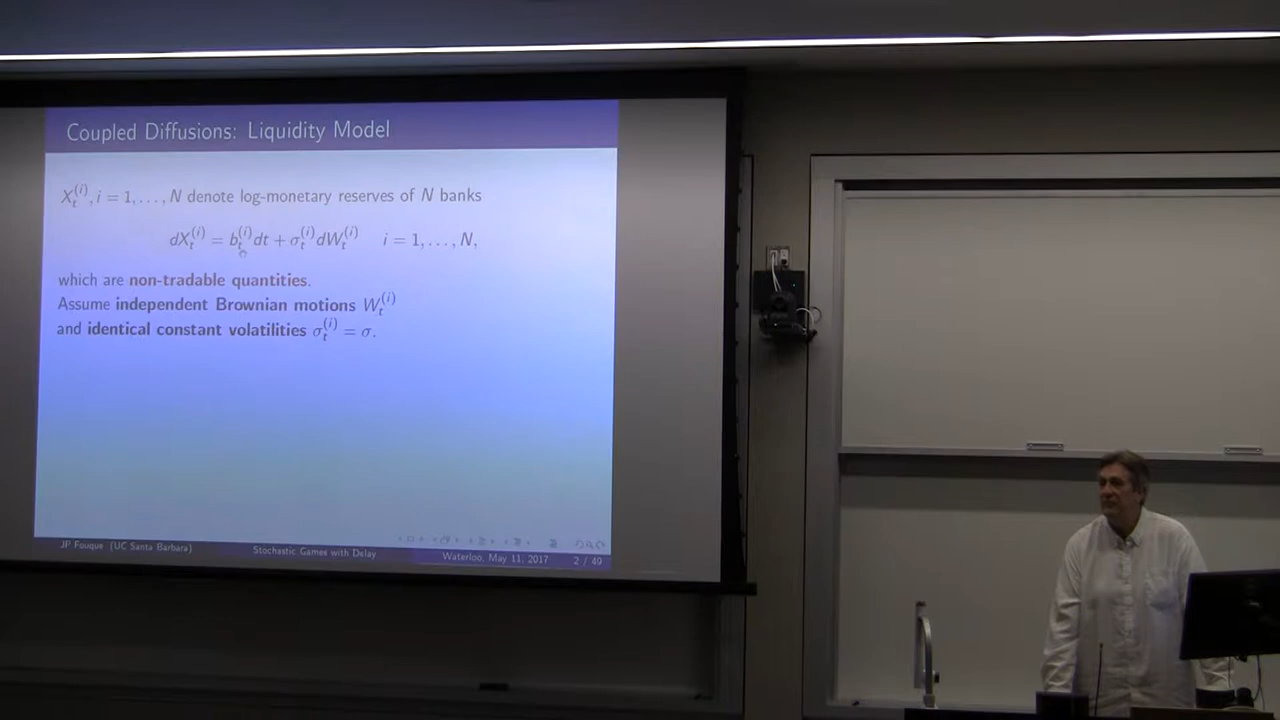 Coupled Diffusions: Liquidity Model
X_t^{(i)}, i = 1, . . . , N denote log-monetary reserves of N banks
dX_t^{(i)} = b_t^{(i)}dt + σ_t^{(i)}dW_t^{(i)} i = 1, . . . , N,
which are non-tradable quantities.
Assume independent Brownian motions W_t^{(i)}
and identical constant volatilities σ_t^{(i)} = σ.
JP Fouque (UC Santa Barbara) Stochastic Games with Delay Waterloo, May 11, 2017 2 / 49